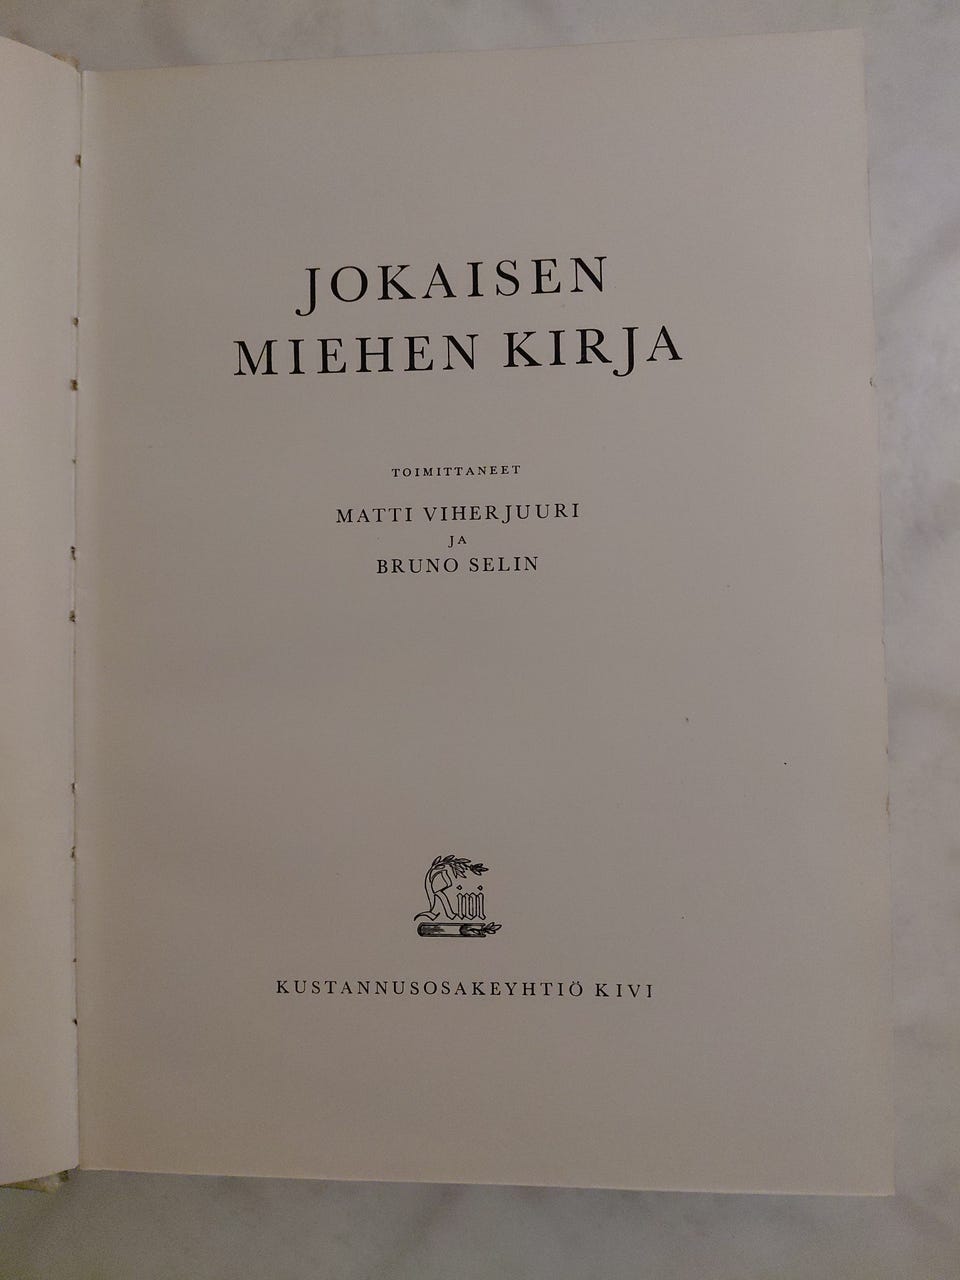 JOKAISEN
MIEHEN KIRJA
TOIMITTANEET
MATTI VIHERJUURI
JA
BRUNO SELIN
Kivi
KUSTANNUSOSAKEYHTIÖ KIVI